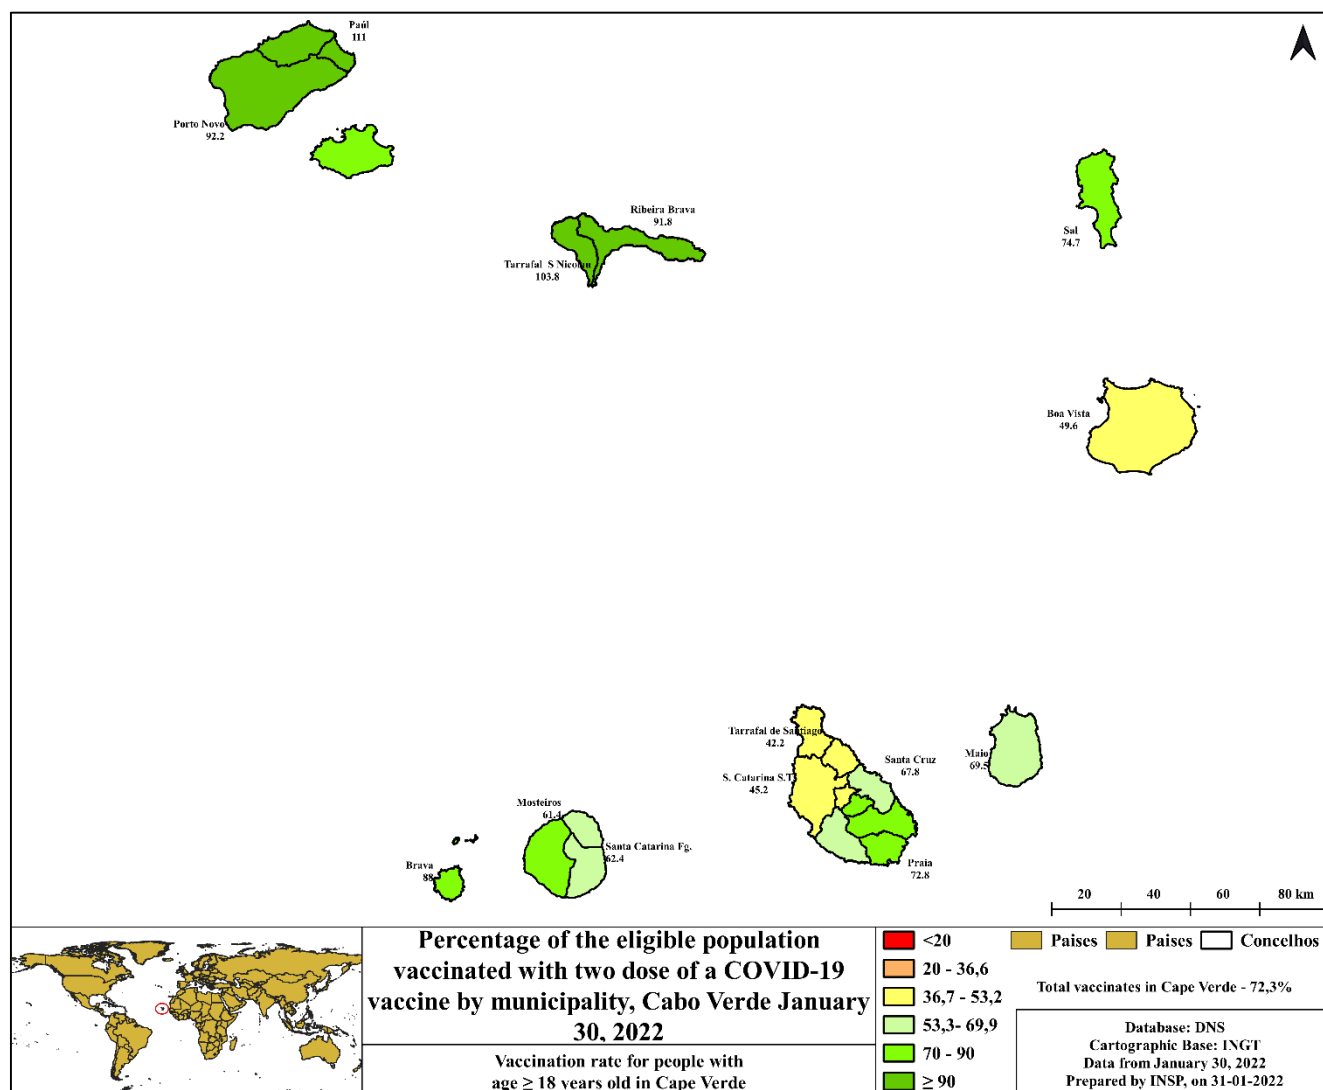 Paúl
111
Porto Novo
92.2
Ribeira Brava
91.8
Tarrafal S Nicolau
103.8
Sal
74.7
Boa Vista
49.6
Tarrafal de Santiago
42.2
Santa Cruz
67.8
Maio
69.5
S. Catarina S.T
45.2
Mosteiros
61.4
Santa Catarina Fg.
62.4
Brava
88
Praia
72.8
20 40 60 80 km
Percentage of the eligible population
vaccinated with two dose of a COVID-19
vaccine by municipality, Cabo Verde January
30, 2022
Vaccination rate for people with
age ≥ 18 years old in Cape Verde
<20
20 - 36,6
36,7 - 53,2
53,3- 69,9
70 - 90
≥ 90
Paises Paises Concelhos
Total vaccinates in Cape Verde - 72,3%
Database: DNS
Cartographic Base: INGT
Data from January 30, 2022
Prepared by INSP, on 31-01-2022